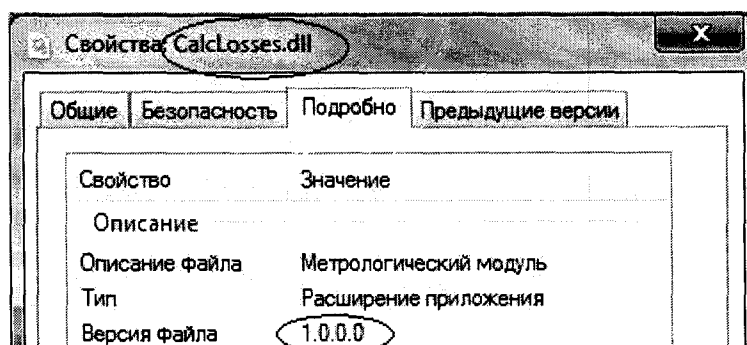 Свойства: CalcLosses.dll
Общие Безопасность Подробно Предыдущие версии
Свойство Значение
Описание
Описание файла Метрологический модуль
Тип Расширение приложения
Версия файла 1.0.0.0